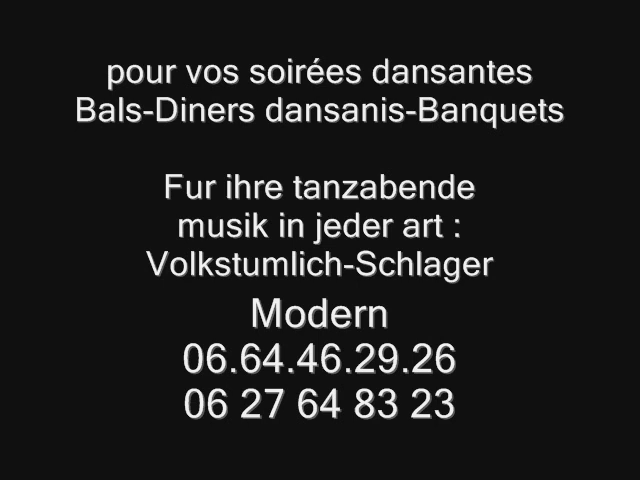 pour vos soirées dansantes
Bals-Diners dansanis-Banquets
Fur ihre tanzabende
musik in jeder art :
Volkstumlich-Schlager
Modern
06.64.46.29.26
06 27 64 83 23